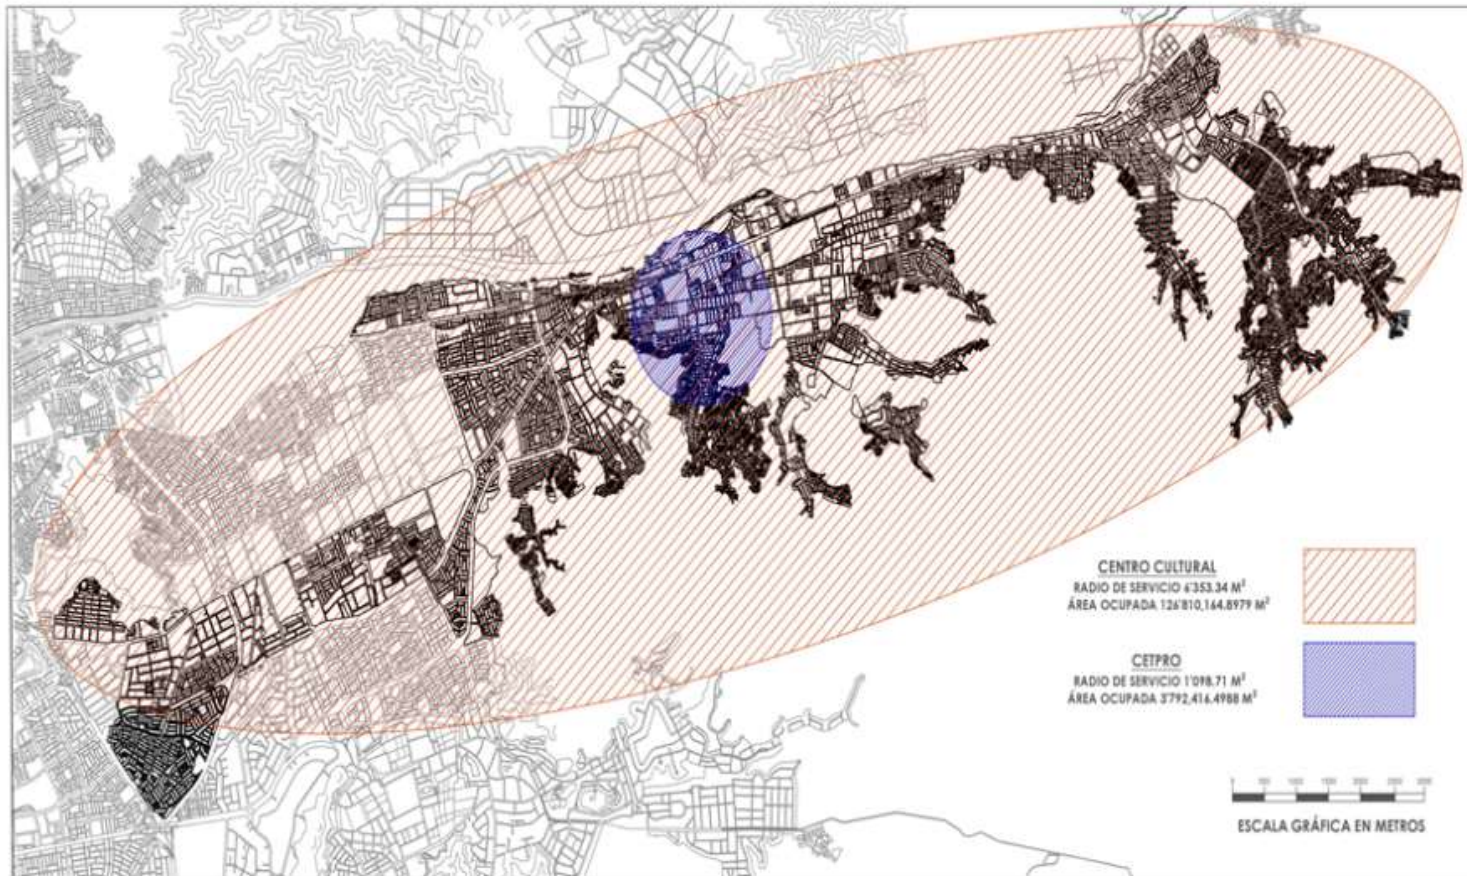 CENTRO CULTURAL
RADIO DE SERVICIO 6'353.34 M²
ÁREA OCUPADA 126'810,164.8979 M²
CETPRO
RADIO DE SERVICIO 1'098.71 M²
ÁREA OCUPADA 3'792,416.4988 M²
ESCALA GRÁFICA EN METROS